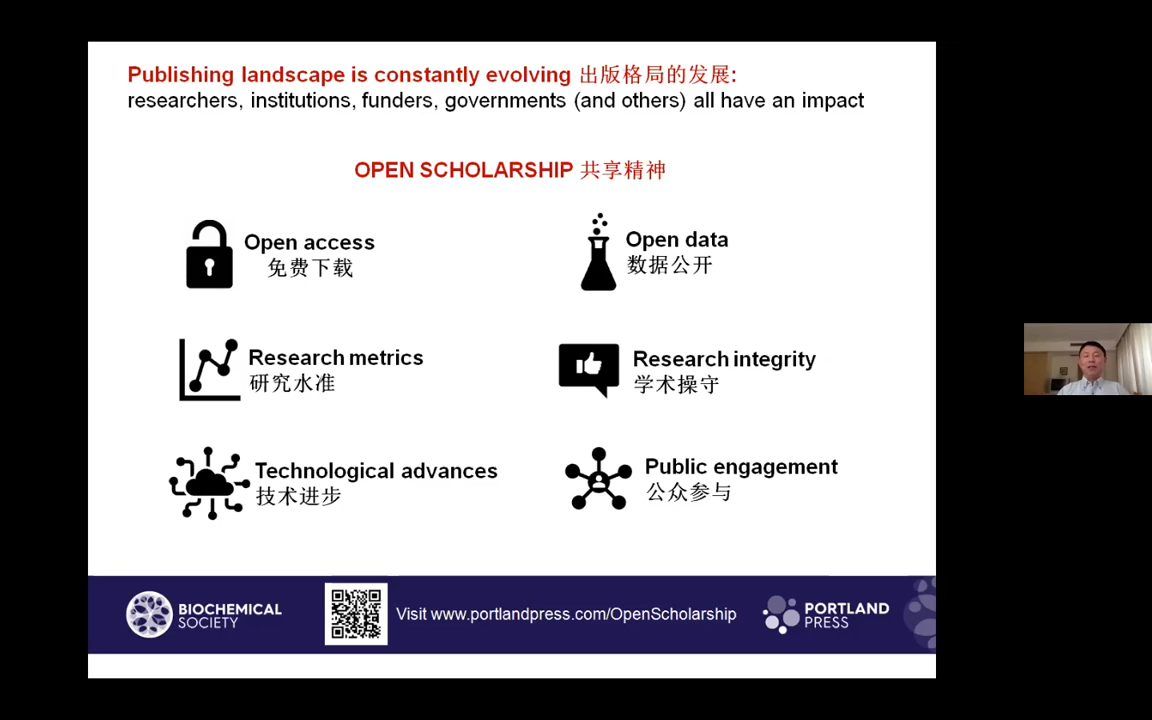 Publishing landscape is constantly evolving 出版格局的发展:
researchers, institutions, funders, governments (and others) all have an impact
OPEN SCHOLARSHIP 共享精神
Open access
免费下载
Open data
数据公开
Research metrics
研究水准
Research integrity
学术操守
Technological advances
技术进步
Public engagement
公众参与
BIOCHEMICAL
SOCIETY
Visit www.portlandpress.com/OpenScholarship
PORTLAND
PRESS